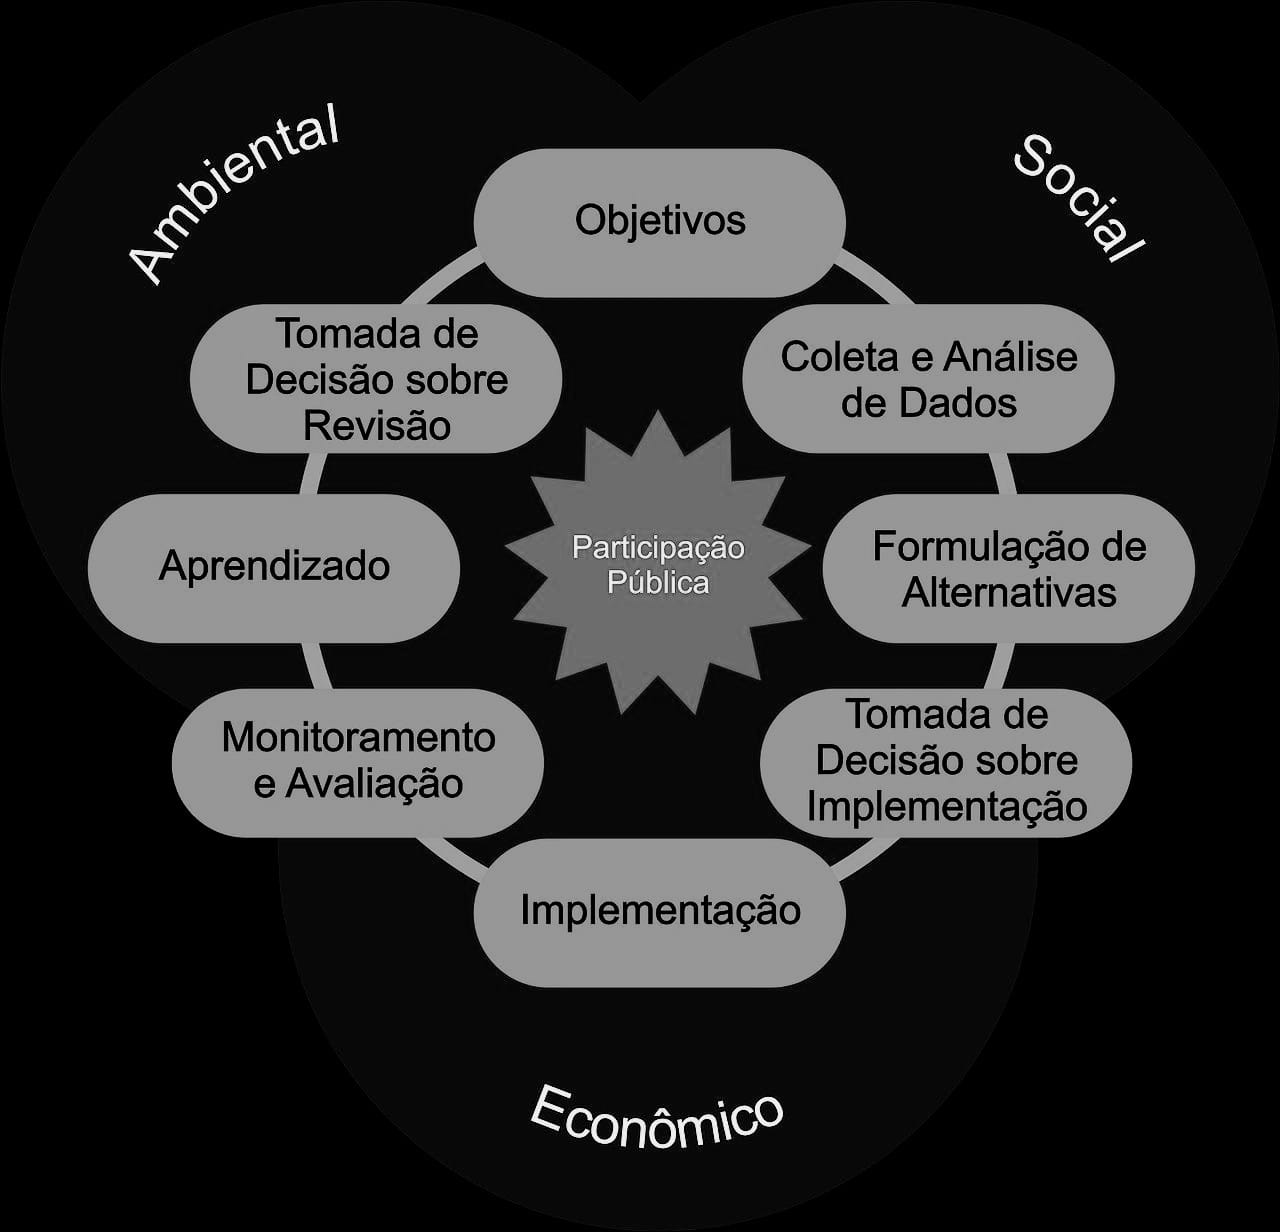 Ambiental
Social
Objetivos
Tomada de
Decisão sobre
Revisão
Coleta e Análise
de Dados
Participação
Pública
Aprendizado
Formulação de
Alternativas
Monitoramento
e Avaliação
Tomada de
Decisão sobre
Implementação
Implementação
Econômico